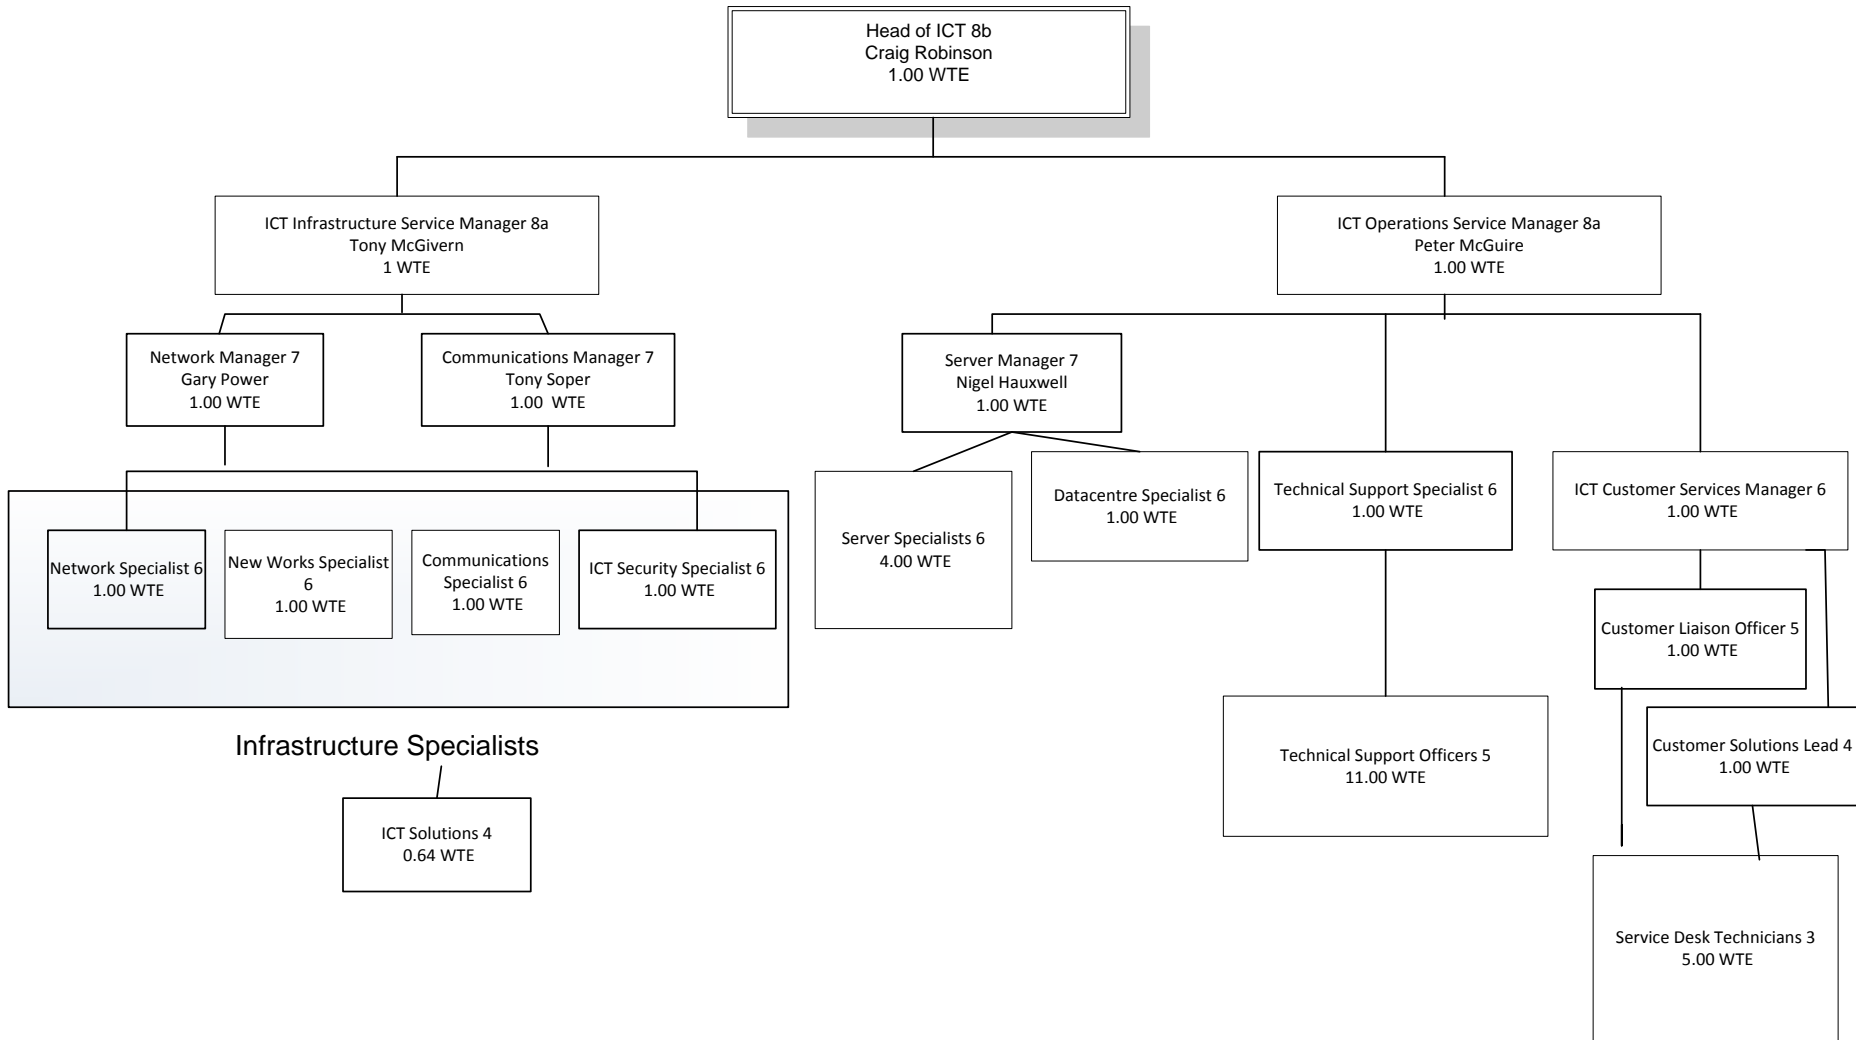 Head of ICT 8b
Craig Robinson
1.00 WTE
ICT Infrastructure Service Manager 8a
Tony McGivern
1 WTE
ICT Operations Service Manager 8a
Peter McGuire
1.00 WTE
Network Manager 7
Gary Power
1.00 WTE
Communications Manager 7
Tony Soper
1.00 WTE
Server Manager 7
Nigel Hauxwell
1.00 WTE
Server Specialists 6
4.00 WTE
Datacentre Specialist 6
1.00 WTE
Technical Support Specialist 6
1.00 WTE
ICT Customer Services Manager 6
1.00 WTE
Network Specialist 6
1.00 WTE
New Works Specialist
6
1.00 WTE
Communications
Specialist 6
1.00 WTE
ICT Security Specialist 6
1.00 WTE
Customer Liaison Officer 5
1.00 WTE
Infrastructure Specialists
Technical Support Officers 5
11.00 WTE
Customer Solutions Lead 4
1.00 WTE
ICT Solutions 4
0.64 WTE
Service Desk Technicians 3
5.00 WTE